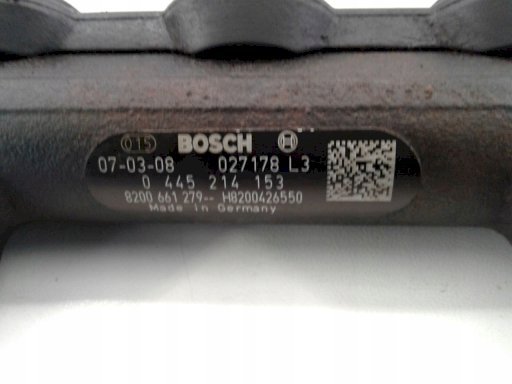 015 BOSCH
07-03-08 027178 L3
0 445 214 153
8200 661 279-- H8200426550
Made in Germany